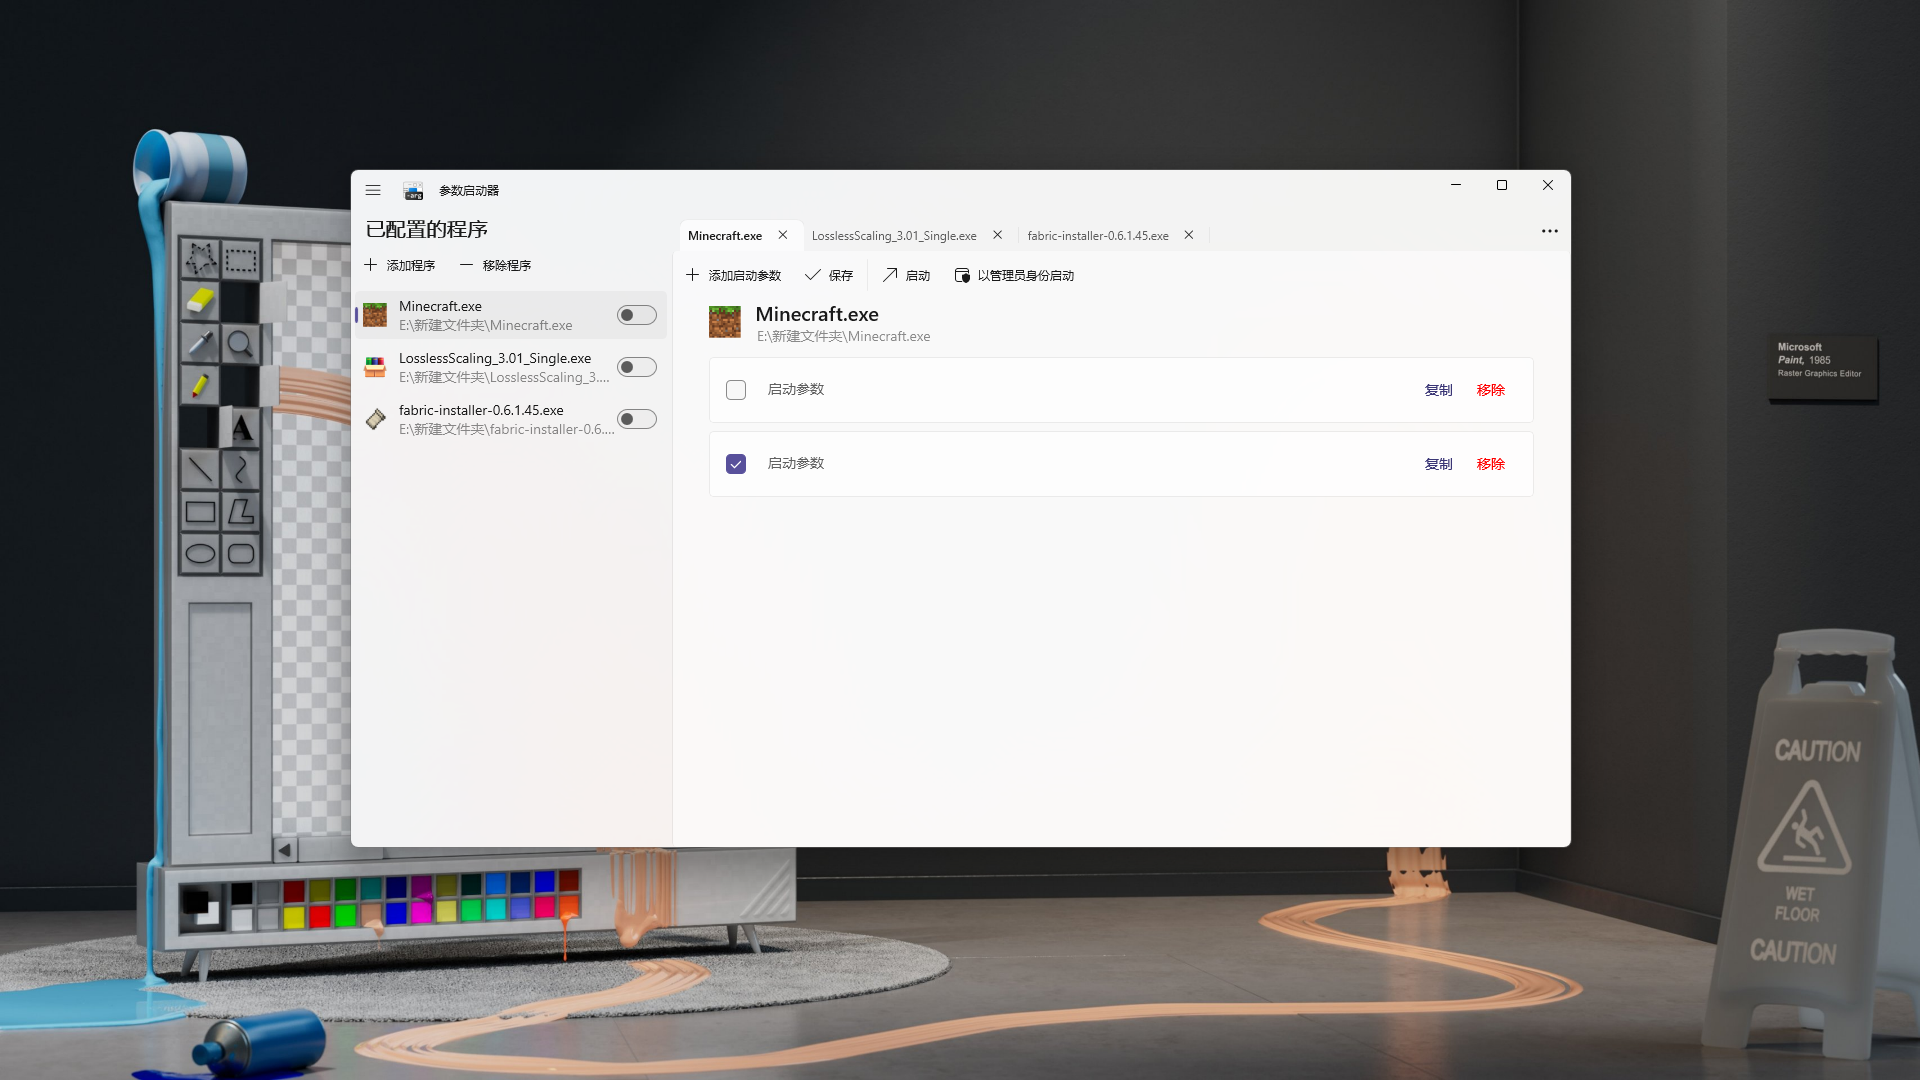 参数启动器
已配置的程序
添加程序
移除程序
Minecraft.exe
E:\新建文件夹\Minecraft.exe
LosslessScaling_3.01_Single.exe
E:\新建文件夹\LosslessScaling_3....
fabric-installer-0.6.1.45.exe
E:\新建文件夹\fabric-installer-0.6....
Minecraft.exe
LosslessScaling_3.01_Single.exe
fabric-installer-0.6.1.45.exe
添加启动参数
保存
启动
以管理员身份启动
Minecraft.exe
E:\新建文件夹\Minecraft.exe
启动参数
复制
移除
启动参数
复制
移除
A
Microsoft
Paint, 1985
Raster Graphics Editor
CAUTION
WET
FLOOR
CAUTION